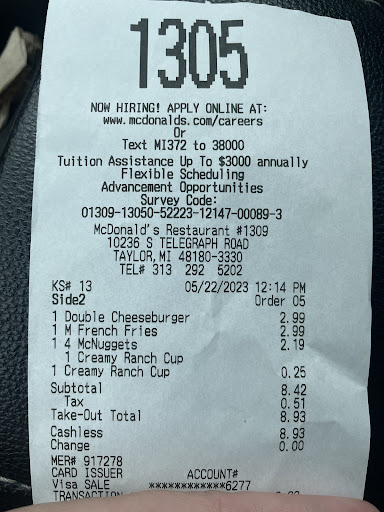 1305
NOW HIRING! APPLY ONLINE AT:
www.mcdonalds.com/careers
Or
Text MI372 to 38000
Tuition Assistance Up To $3000 annually
Flexible Scheduling
Advancement Opportunities
Survey Code:
01309-13050-52223-12147-00089-3
McDonald's Restaurant #1309
10236 S TELEGRAPH ROAD
TAYLOR,MI 48180-3330
TEL# 313 292 5202
KS# 13 05/22/2023 12:14 PM
Side2 Order 05
1 Double Cheeseburger 2.99
1 M French Fries 2.99
1 4 McNuggets 2.19
1 Creamy Ranch Cup
1 Creamy Ranch Cup 0.25
Subtotal 8.42
Tax 0.51
Take-Out Total 8.93
Cashless 8.93
Change 0.00
MER# 917278
CARD ISSUER ACCOUNT#
Visa SALE ************6277
TRANSACTION